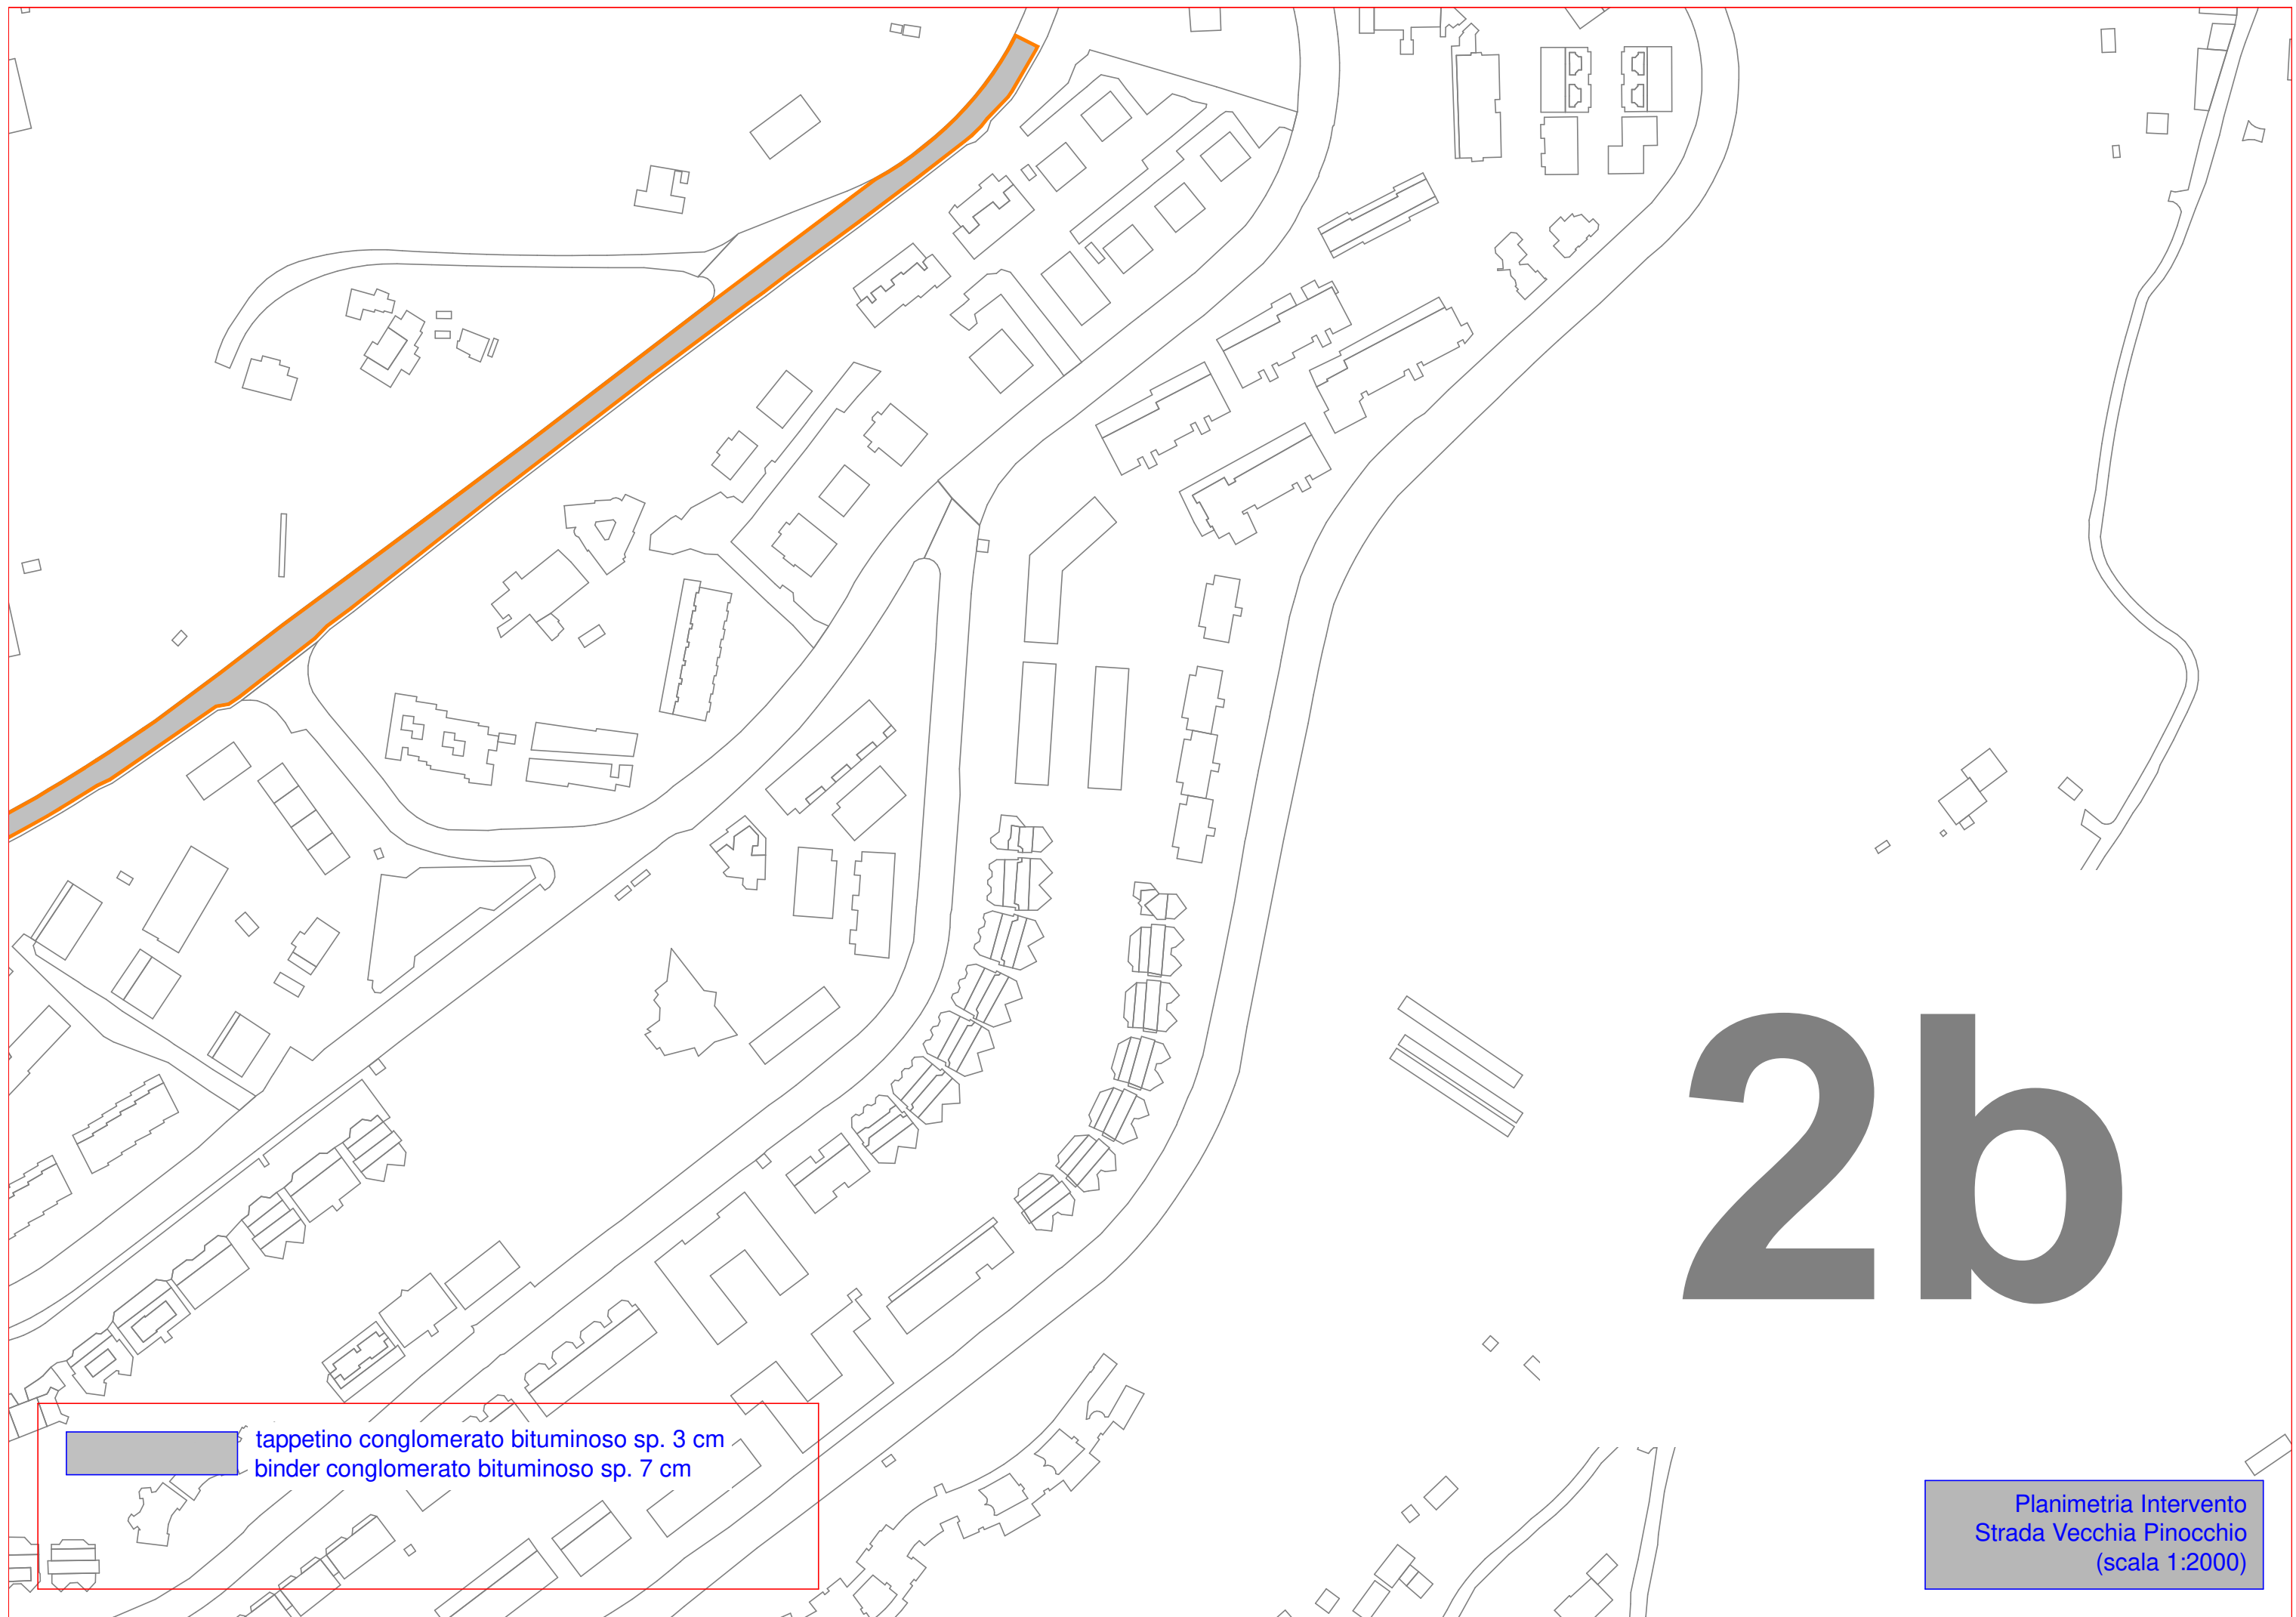 2b
tappetino conglomerato bituminoso sp. 3 cm
binder conglomerato bituminoso sp. 7 cm
Planimetria Intervento
Strada Vecchia Pinocchio
(scala 1:2000)